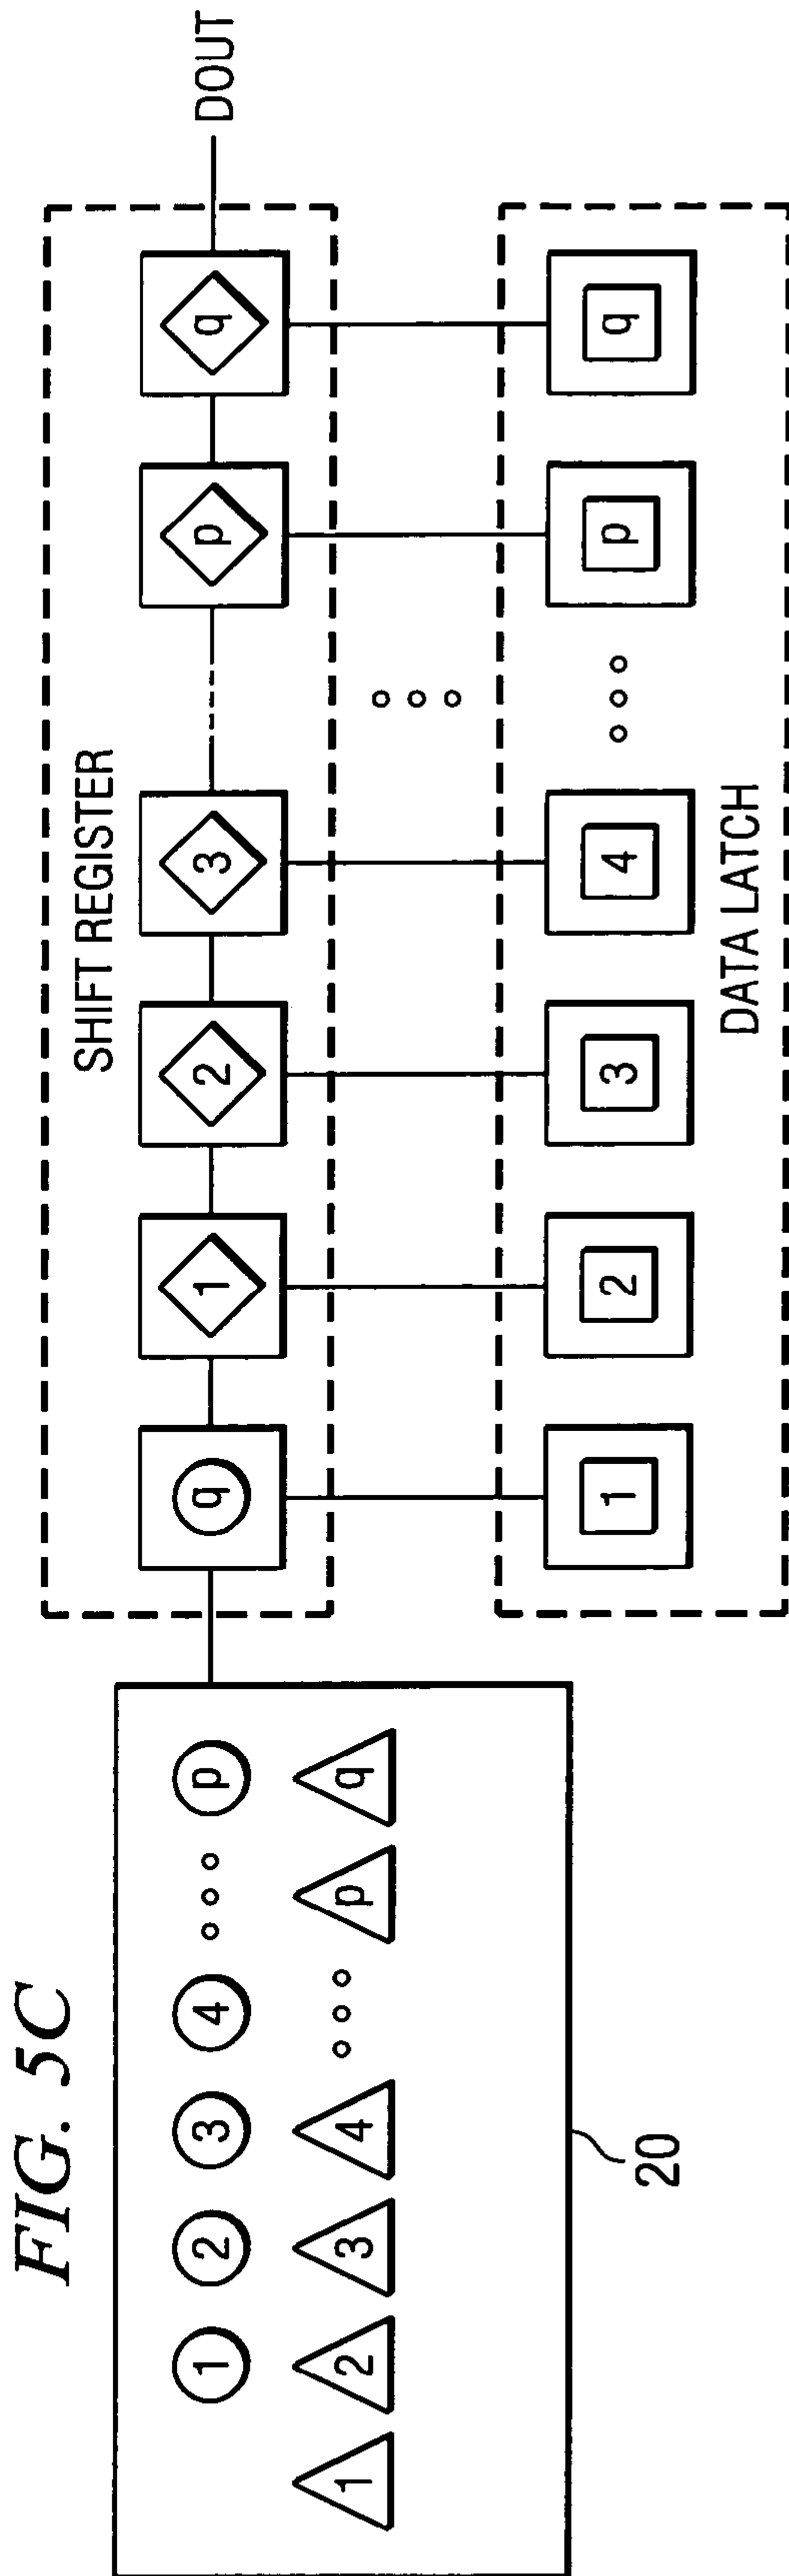 FIG. 5C
1 2 3 4 p
1 2 3 4 p q
20
SHIFT REGISTER
q 1 2 3 p q
DOUT
1 2 3 4 p q
DATA LATCH